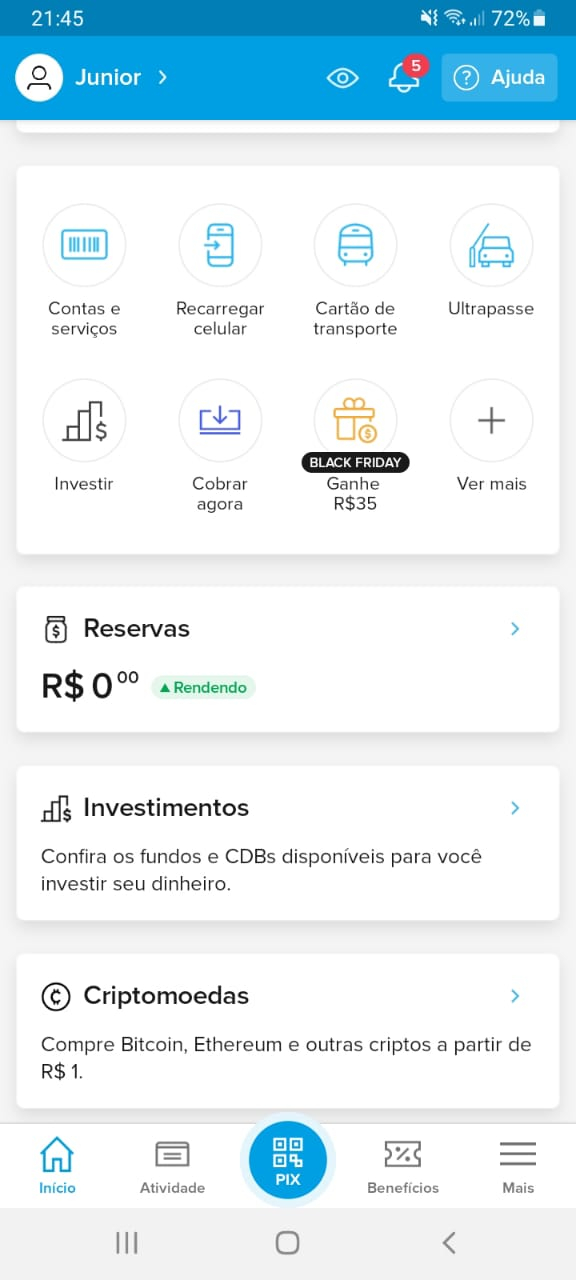 21:45
72%
Junior
5
Ajuda
Contas e
serviços
Recarregar
celular
Cartão de
transporte
Ultrapasse
Investir
Cobrar
agora
BLACK FRIDAY
Ganhe
R$35
Ver mais
Reservas
R$ 0 00 Rendendo
Investimentos
Confira os fundos e CDBs disponíveis para você
investir seu dinheiro.
Criptomoedas
Compre Bitcoin, Ethereum e outras criptos a partir de
R$ 1.
Início
Atividade
PIX
Benefícios
Mais